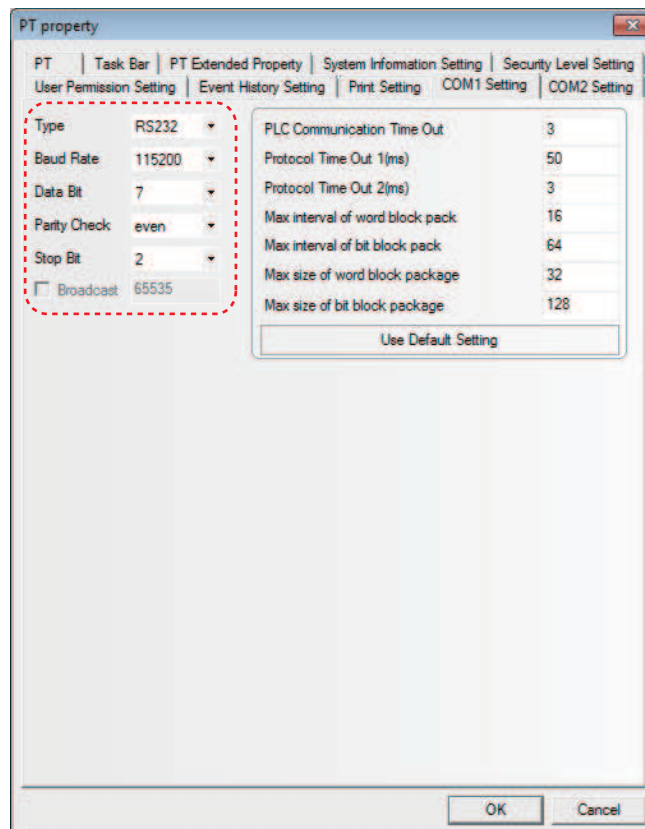 PT property
PT Task Bar PT Extended Property System Information Setting Security Level Setting
User Permission Setting Event History Setting Print Setting COM1 Setting COM2 Setting
Type RS232
Baud Rate 115200
Data Bit 7
Parity Check even
Stop Bit 2
Broadcast 65535
PLC Communication Time Out 3
Protocol Time Out 1(ms) 50
Protocol Time Out 2(ms) 3
Max interval of word block pack 16
Max interval of bit block pack 64
Max size of word block package 32
Max size of bit block package 128
Use Default Setting
OK Cancel